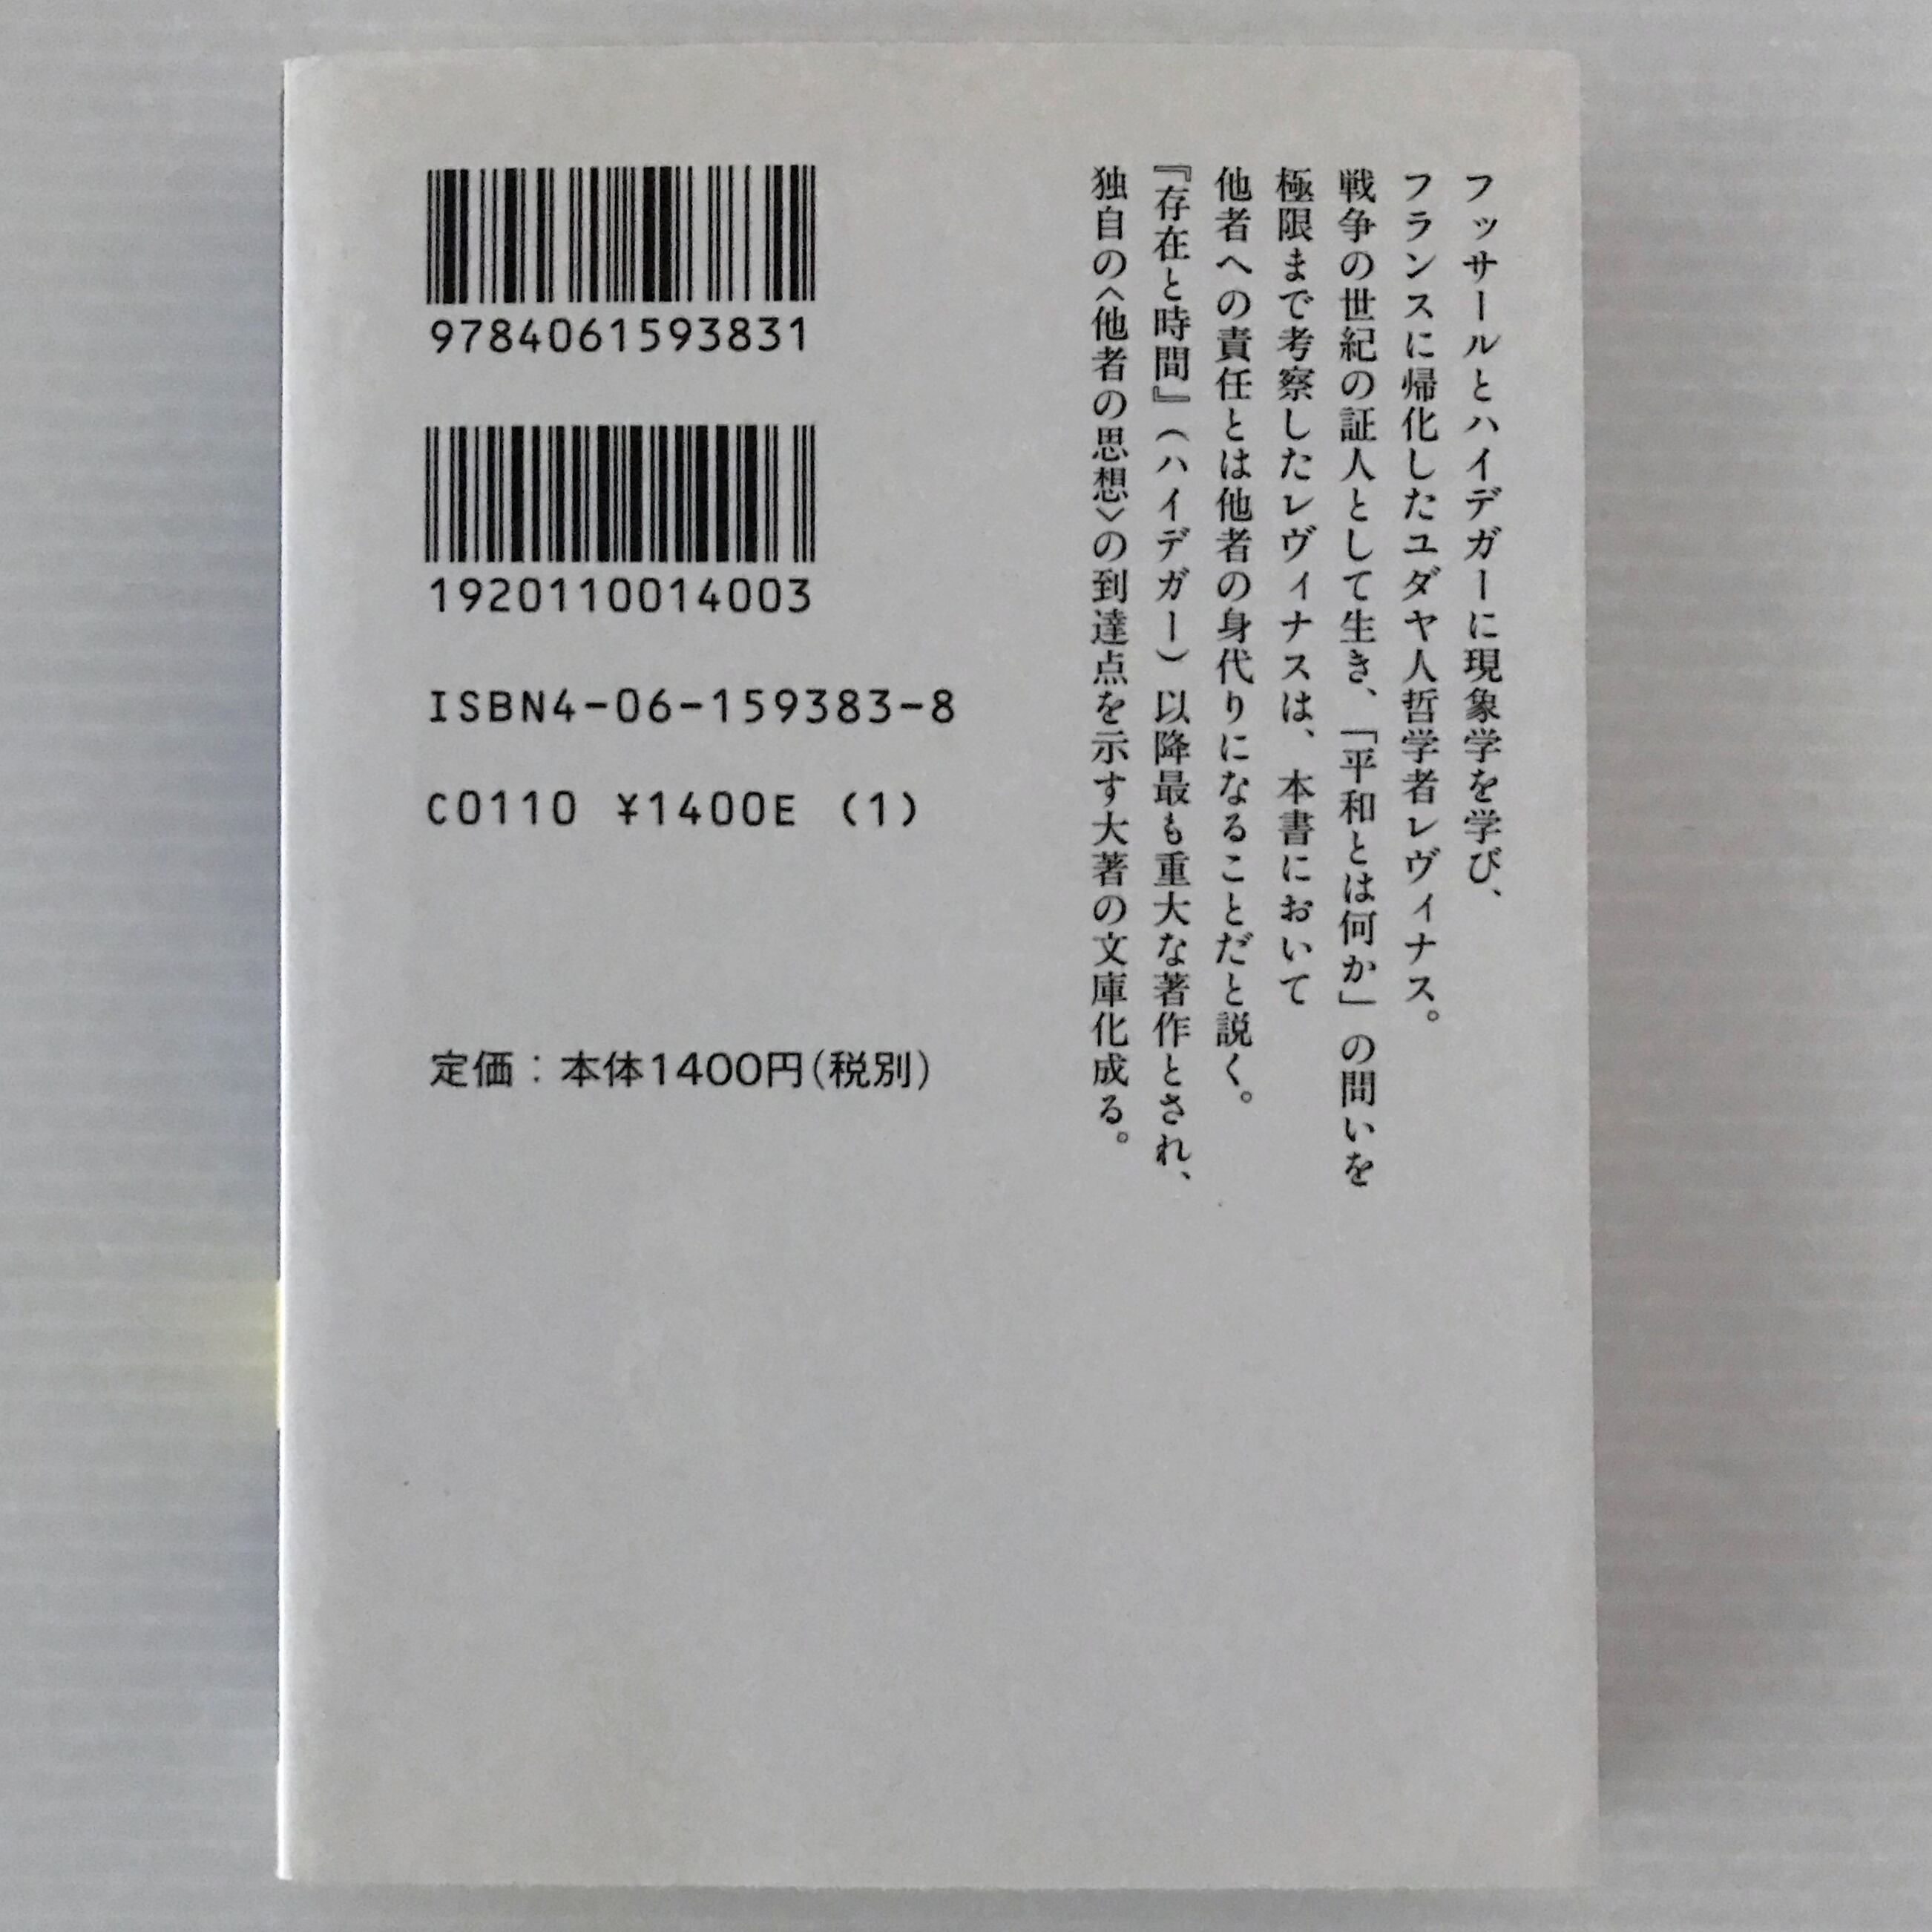 フッサールとハイデガーに現象学を学び、
フランスに帰化したユダヤ人哲学者レヴィナス。
戦争の世紀の証人として生き、「平和とは何か」の問いを
極限まで考察したレヴィナスは、本書において
他者への責任とは他者の身代りになることだと説く。
『存在と時間』（ハイデガー）以降最も重大な著作とされ、
独自の〈他者の思想〉の到達点を示す大著の文庫化成る。
9784061593831
1920110014003
ISBN4-06-159383-8
C0110 ¥1400E (1)
定価：本体1400円(税別)